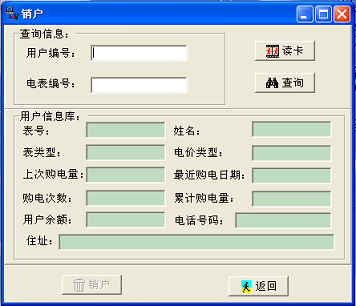 销户
查询信息:
用户编号: 读卡
电表编号: 查询
用户信息库:
表号: 姓名:
表类型: 电价类型:
上次购电量: 最近购电日期:
购电次数: 累计购电量:
用户余额: 电话号码:
住址:
销户 返回